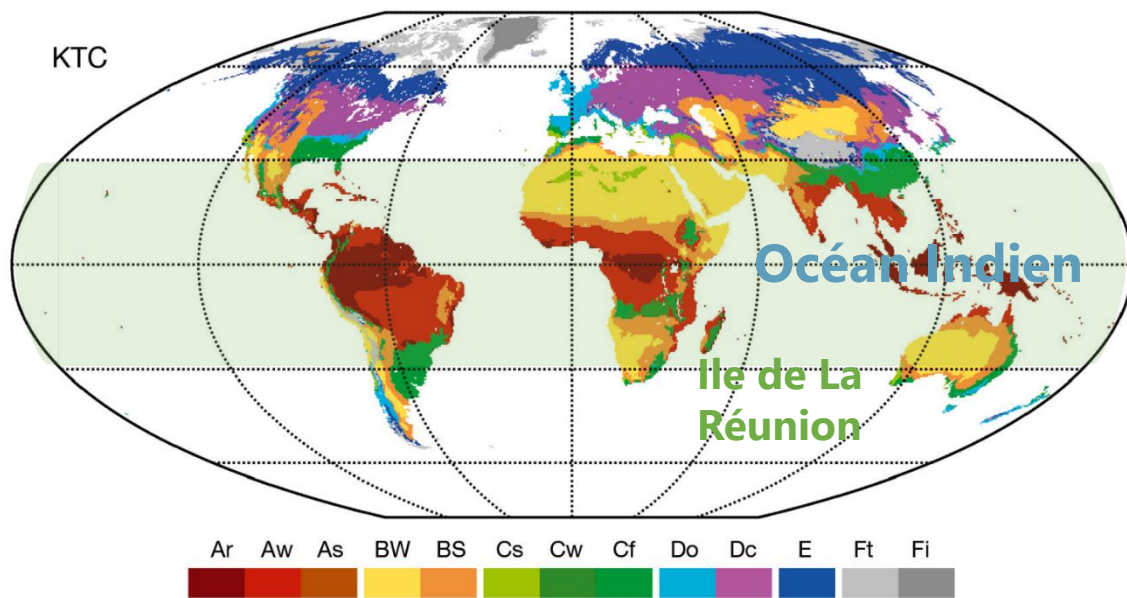 KTC
Océan Indien
Ile de La
Réunion
Ar Aw As BW BS Cs Cw Cf Do Dc E Ft Fi